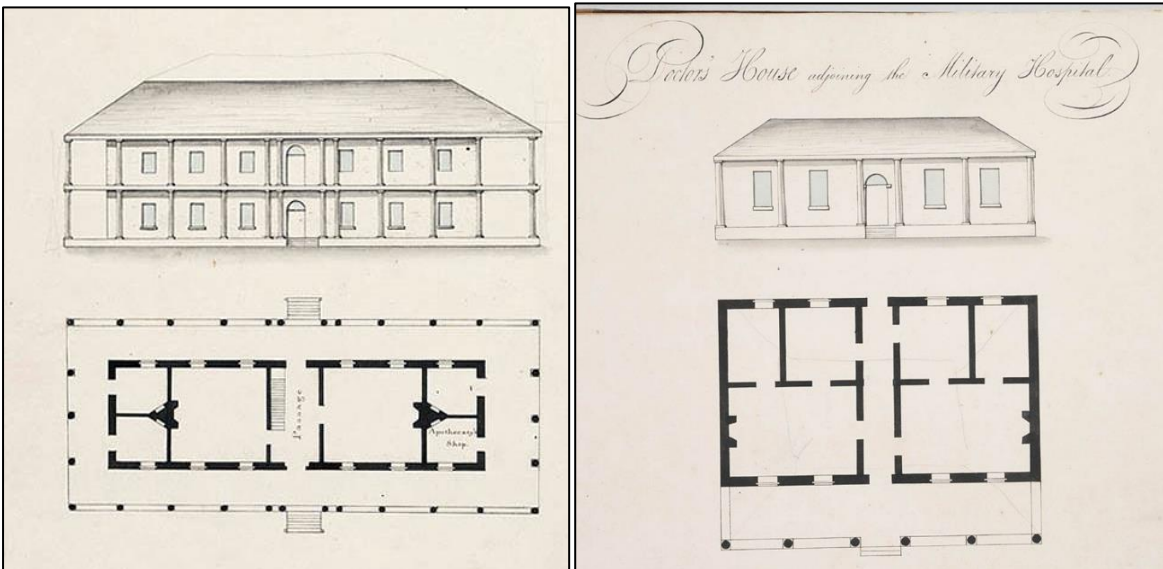 Passage
Apothecary's
Shop.
Doctors House adjoining the Military Hospital